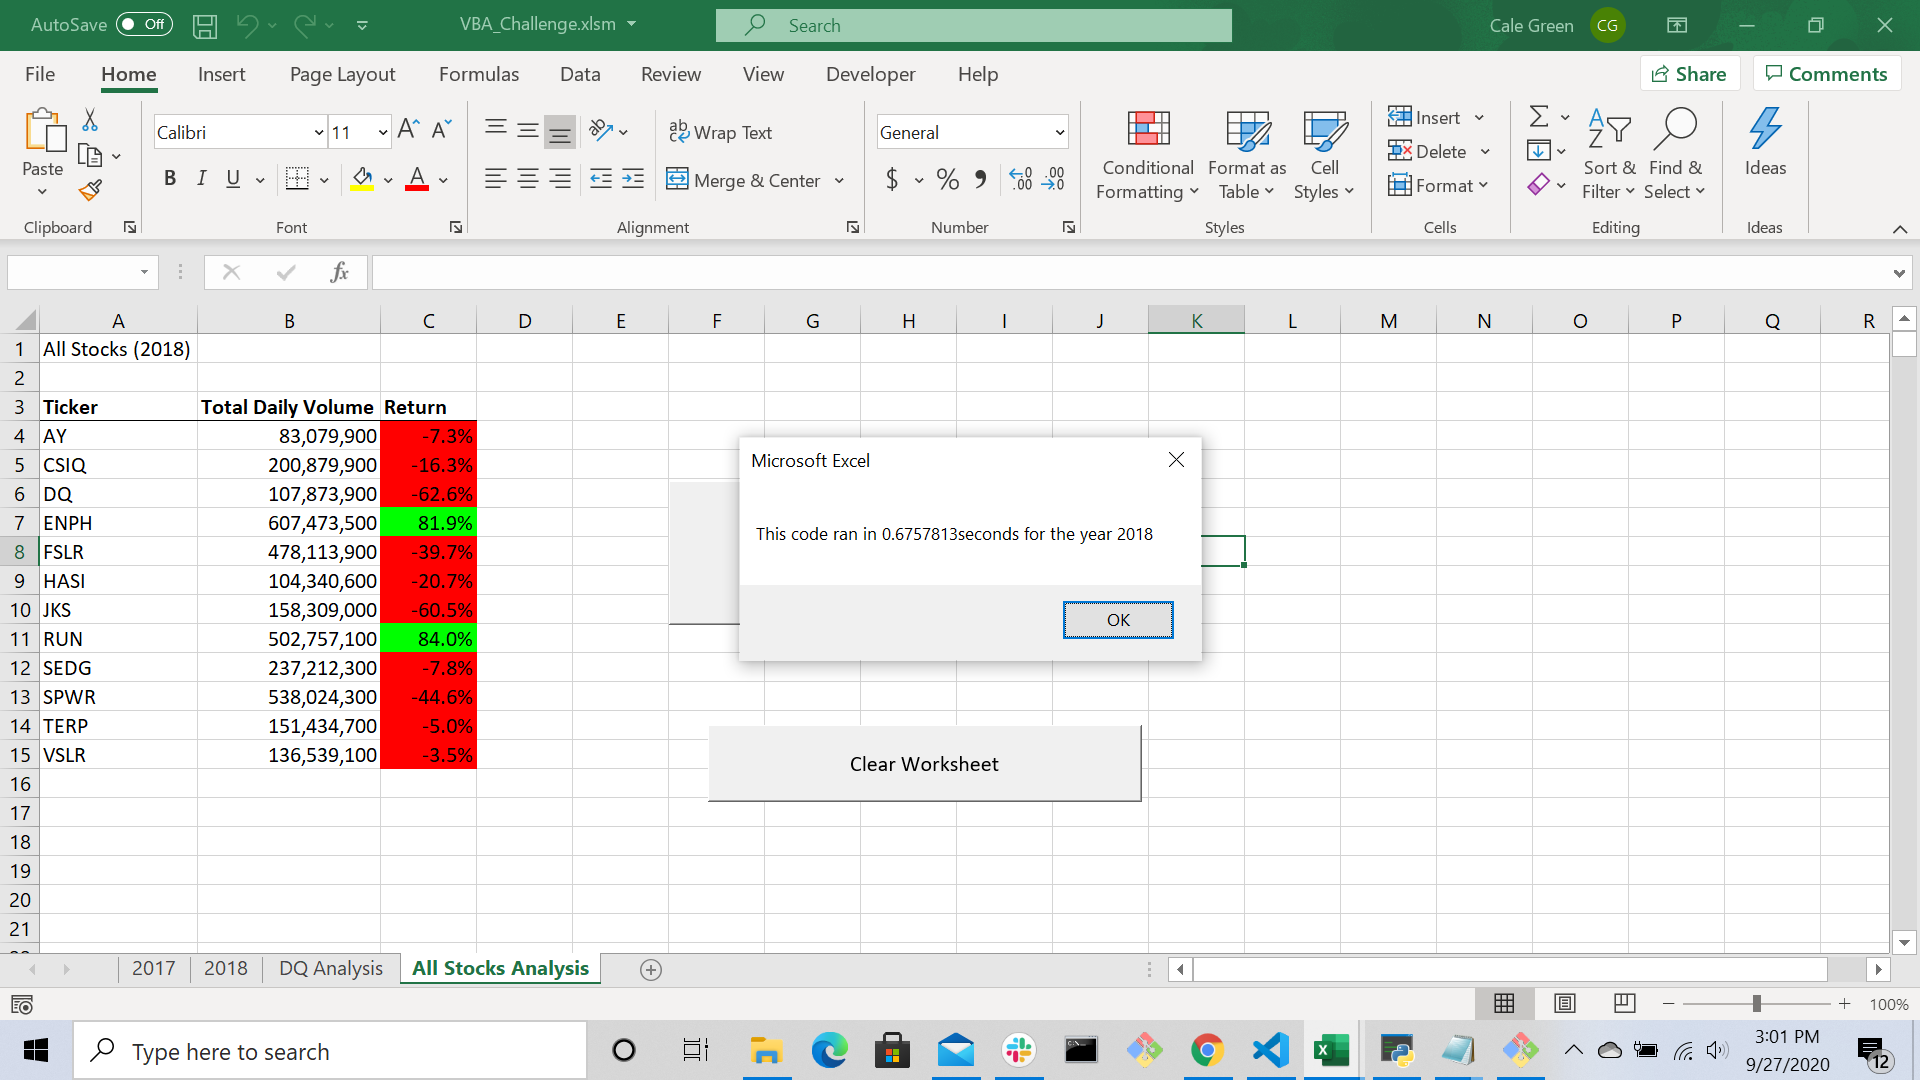 AutoSave Off VBA_Challenge.xlsm Search Cale Green CG
File Home Insert Page Layout Formulas Data Review View Developer Help Share Comments
Paste
Clipboard
Calibri 11
B I U A
Font
ab Wrap Text
Merge & Center
Alignment
General
$ % 9 .00 .00 .0
Number
Conditional Formatting
Format as Table
Cell Styles
Styles
Insert
Delete
Format
Cells
Sort & Filter
Find & Select
Editing
Ideas
Ideas
fx
A B C D E F G H I J K L M N O P Q R
1 All Stocks (2018)
2
3 Ticker Total Daily Volume Return
4 AY 83,079,900 -7.3%
5 CSIQ 200,879,900 -16.3%
6 DQ 107,873,900 -62.6%
7 ENPH 607,473,500 81.9%
8 FSLR 478,113,900 -39.7%
9 HASI 104,340,600 -20.7%
10 JKS 158,309,000 -60.5%
11 RUN 502,757,100 84.0%
12 SEDG 237,212,300 -7.8%
13 SPWR 538,024,300 -44.6%
14 TERP 151,434,700 -5.0%
15 VSLR 136,539,100 -3.5%
16
17
18
19
20
21
Microsoft Excel
This code ran in 0.6757813seconds for the year 2018
OK
Clear Worksheet
2017 2018 DQ Analysis All Stocks Analysis
100%
Type here to search
3:01 PM
9/27/2020
12